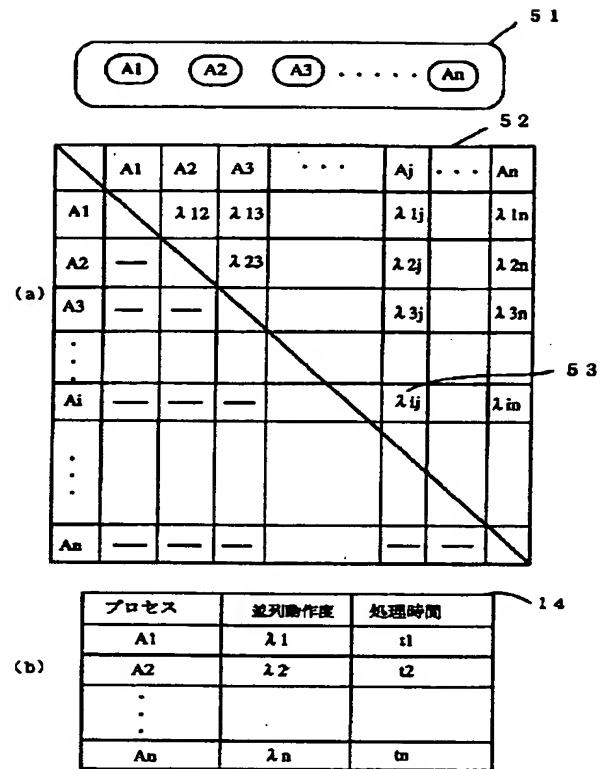 51
A1 A2 A3 ・・・・・ An
52
A1 A2 A3 ・・・ Aj ・・・ An
A1 λ12 λ13 λ1j λ1n
A2 — λ23 λ2j λ2n
(a)
A3 — — λ3j λ3n
・・・
53
Ai — — — λij λin
・・・
An — — — — —
14
プロセス 並列動作度 処理時間
A1 λ1 t1
(b)
A2 λ2 t2
・・・
An λn tn